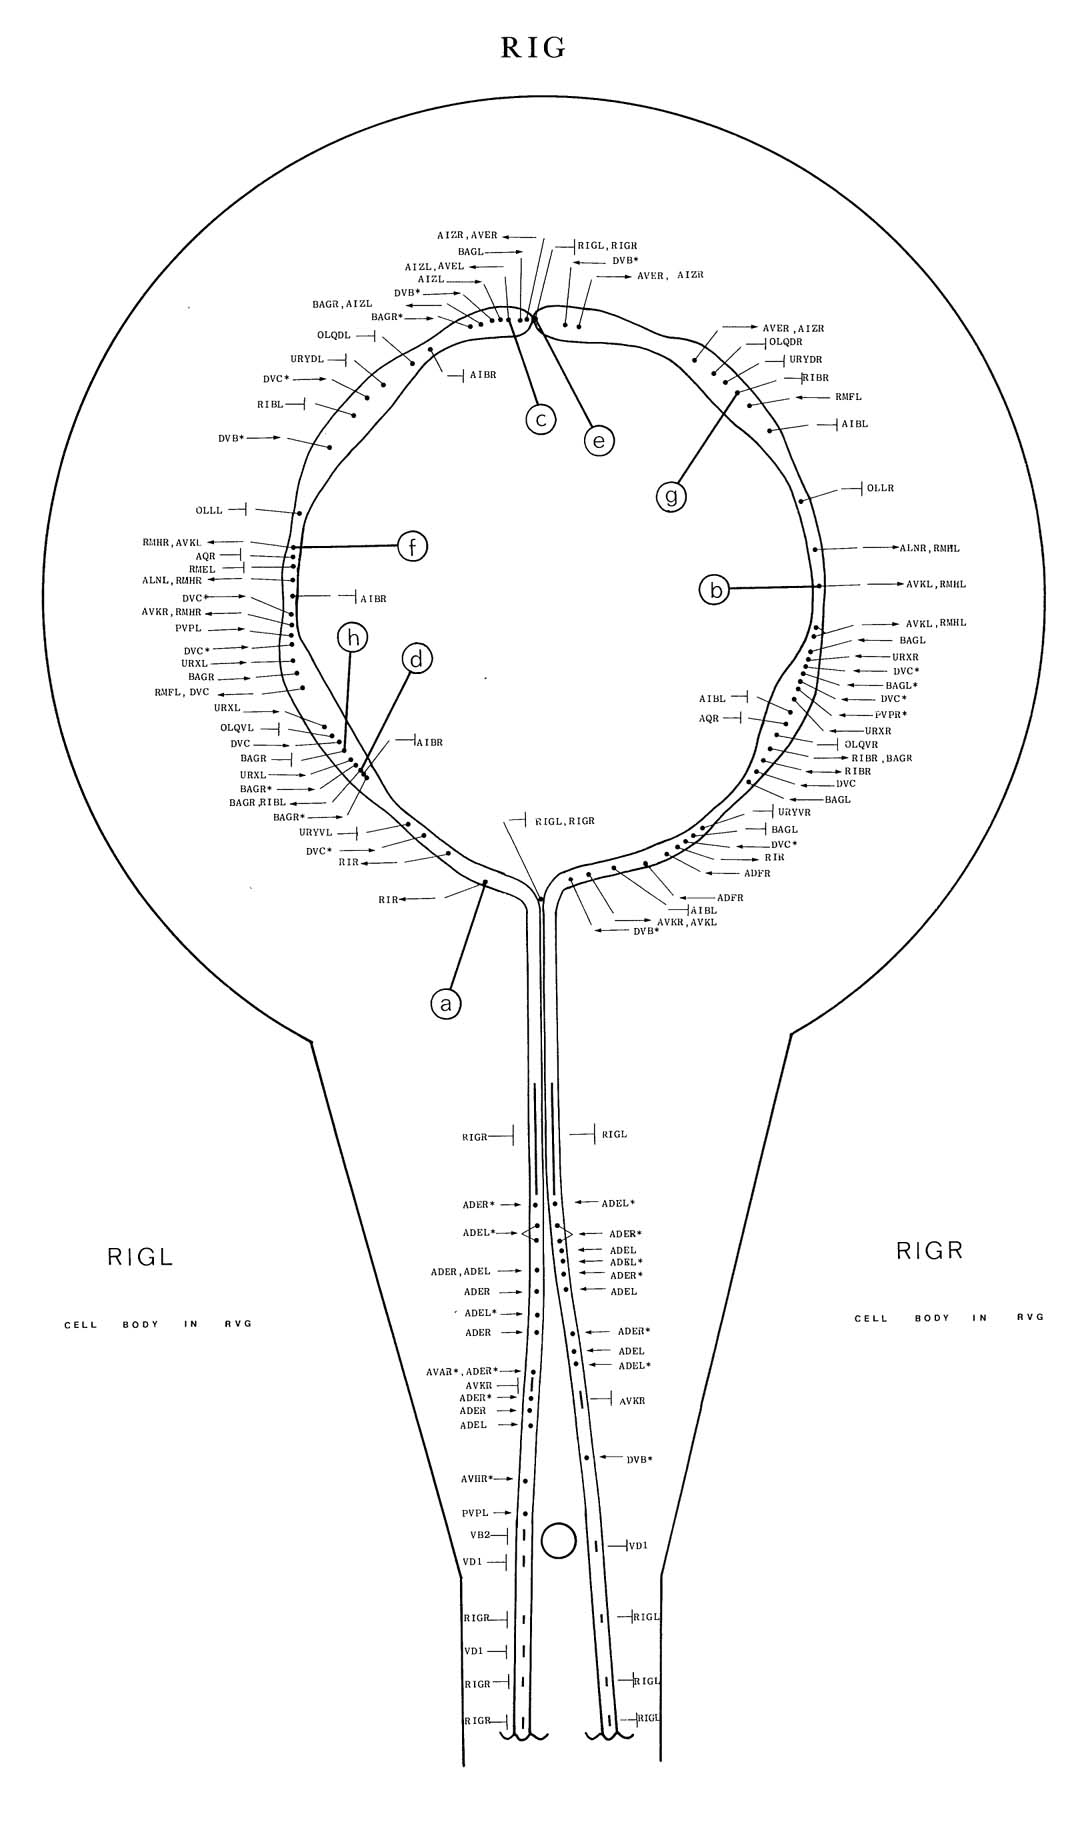 RIG
AIZR,AVER
RIGL,RIGR
BAGL
DVB*
AIZL,AVEL
AVER, AIZR
AIZL
DVB*
BAGR,AIZL
BAGR*
AVER,AIZR
OLQDL
OLQDR
URYDL
URYDR
AIBR
RIBR
DVC*
RMFL
RIBL
c
AIBL
DVB*
e
OLLR
g
OLLL
RMHR,AVKL
f
ALNR,RMHL
AQR
RMEL
ALNL,RMHR
AVKL,RMHL
b
DVC*
AIBR
AVKR,RMHR
AVKL,RMHL
PVPL
h
BAGL
DVC*
URXR
URXL
d
DVC*
BAGR
BAGL*
RMFL,DVC
AIBL
DVC*
URXL
PVPR*
AQR
URXR
OLQVL
DVC
AIBR
OLQVR
BAGR
RIBR,BAGR
URXL
RIBR
BAGR*
DVC
BAGR,RIBL
BAGL
BAGR*
RIGL,RIGR
URYVR
URYVL
BAGL
DVC*
DVC*
RIR
RIR
ADFR
RIR
ADFR
AIBL
AVKR,AVKL
DVB*
a
RIGR
RIGL
ADER*
ADEL*
ADEL*
ADER*
ADEL
ADEL*
ADER,ADEL
ADER*
ADER
ADEL
RIGL
RIGR
ADEL*
CELL BODY IN RVG
CELL BODY IN RVG
ADER
ADER*
ADEL
AVAR*,ADER*
ADEL*
AVKR
ADER*
AVKR
ADER
ADEL
DVB*
AVHR*
PVPL
VB2
VD1
VD1
RIGR
RIGL
VD1
RIGR
RIGL
RIGR
RIGL